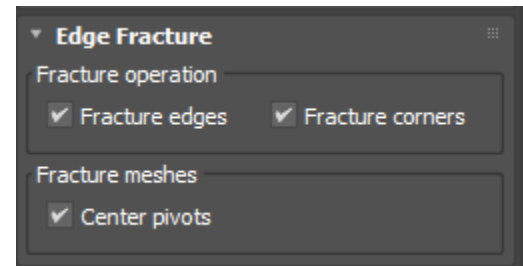 Edge Fracture
Fracture operation
Fracture edges Fracture corners
Fracture meshes
Center pivots